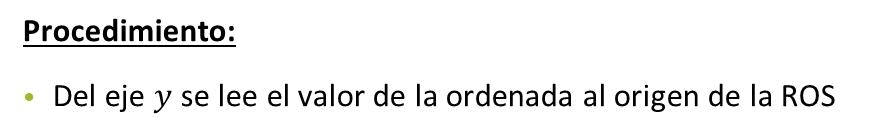 Procedimiento:
• Del eje y se lee el valor de la ordenada al origen de la ROS